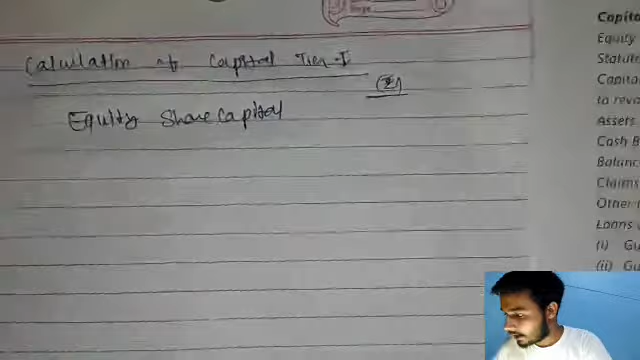 Calculation of Capital Tier-I
(₹)
Equity Share Capital
Capita
Equity
Statut
Capital
to reva
Assets
Cash B
Balanc
Claims
Other
Loans
(i) Gu
(ii) Gu